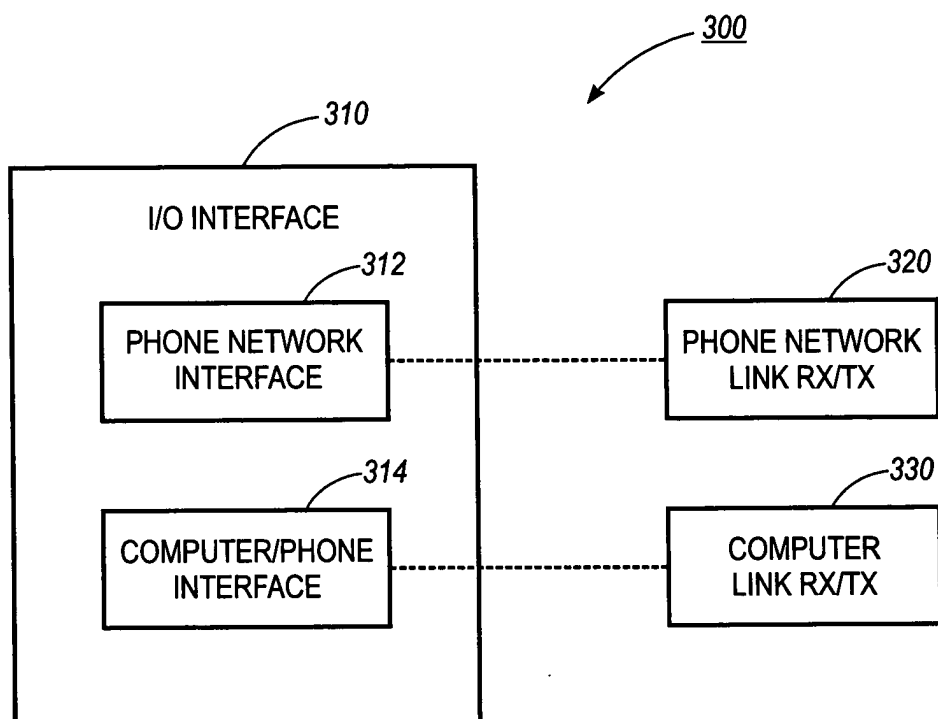 300
310
I/O INTERFACE
312
PHONE NETWORK
INTERFACE
320
PHONE NETWORK
LINK RX/TX
314
COMPUTER/PHONE
INTERFACE
330
COMPUTER
LINK RX/TX